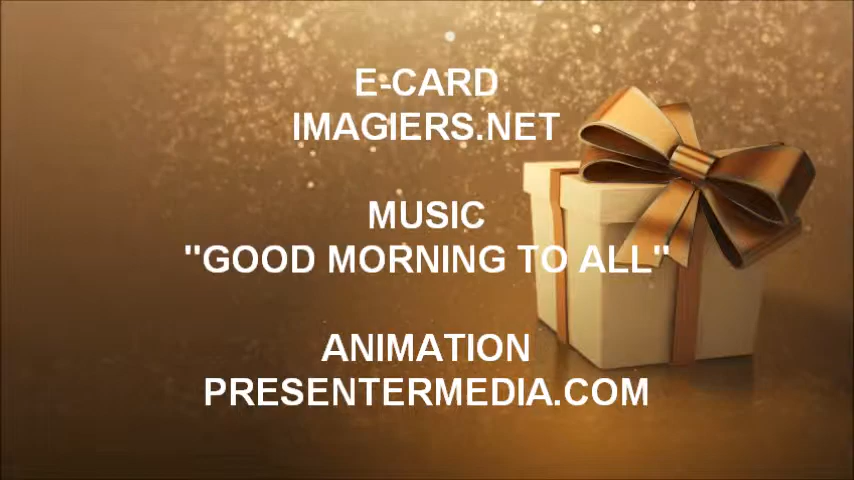 E-CARD
IMAGIERS.NET
MUSIC
"GOOD MORNING TO ALL"
ANIMATION
PRESENTERMEDIA.COM